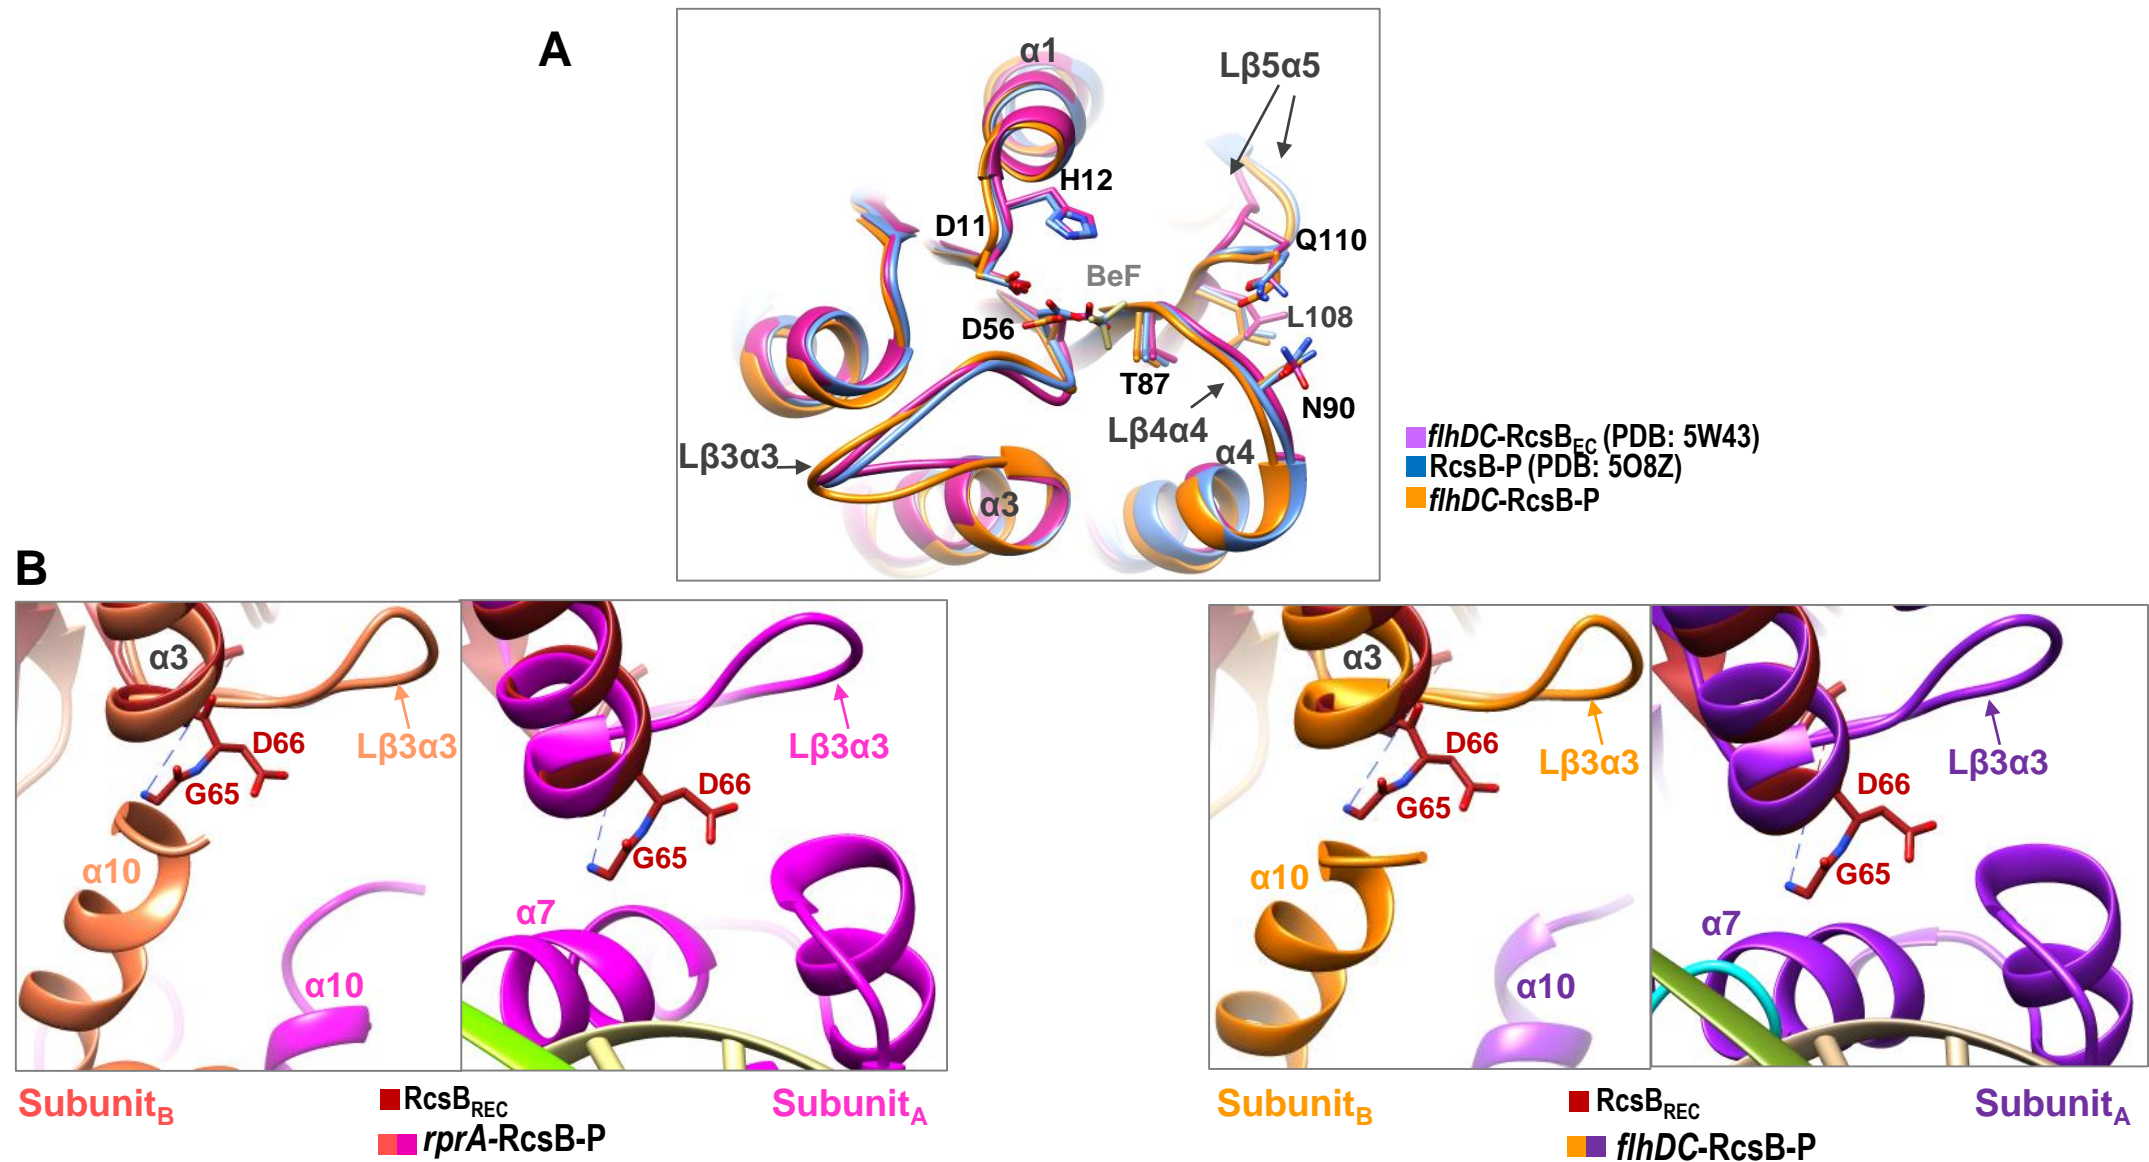 A
α1
Lβ5α5
H12
D11
Q110
BeF
L108
D56
T87
N90
Lβ4α4
α4
Lβ3α3
α3
flhDC-RcsBEC (PDB: 5W43)
RcsB-P (PDB: 5O8Z)
flhDC-RcsB-P
B
α3
D66
Lβ3α3
G65
α10
α10
Lβ3α3
D66
G65
α7
α3
D66
Lβ3α3
G65
α10
α10
Lβ3α3
D66
G65
α7
SubunitB
RcsBREC
rprA-RcsB-P
SubunitA
SubunitB
RcsBREC
flhDC-RcsB-P
SubunitA